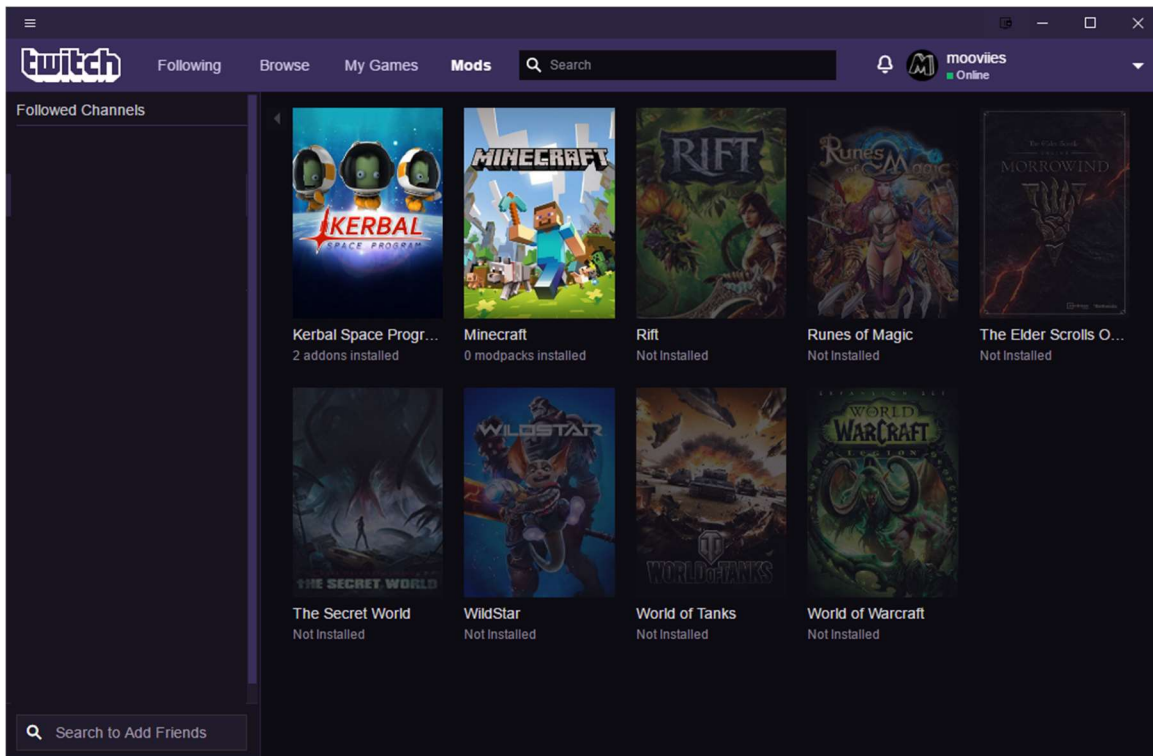 twitch
Following
Browse
My Games
Mods
Search
mooviies
Online
Followed Channels
KERBAL
SPACE PROGRAM
MINECRAFT
RIFT
Runes
of Magic
The Elder Scrolls
MORROWIND
Kerbal Space Progr...
2 addons installed
Minecraft
0 modpacks installed
Rift
Not Installed
Runes of Magic
Not Installed
The Elder Scrolls O...
Not Installed
THE SECRET WORLD
WILDSTAR
WORLD OF TANKS
WORLD
WARCRAFT
LEGION
The Secret World
Not Installed
WildStar
Not Installed
World of Tanks
Not Installed
World of Warcraft
Not Installed
Search to Add Friends